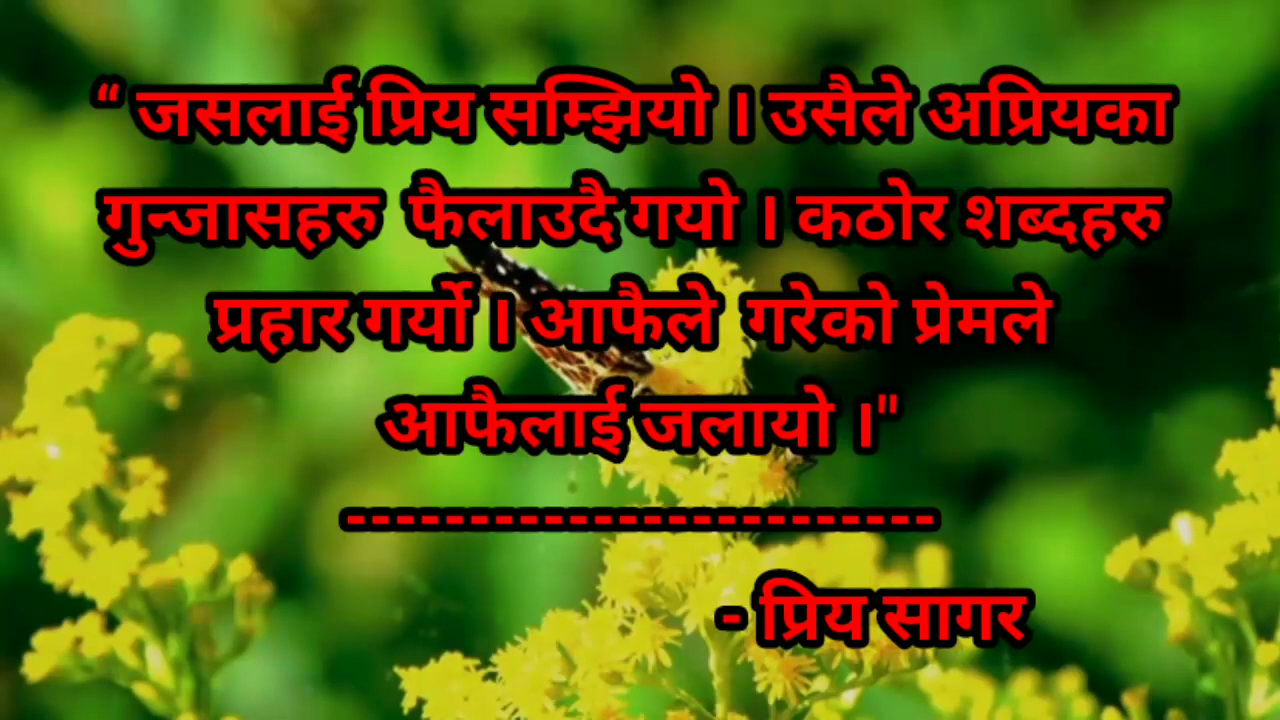 “ जसलाई प्रिय सम्झियो । उसैले अप्रियका
गुन्जासहरु फैलाउदै गयो । कठोर शब्दहरु
प्रहार गर्यो । आफैले गरेको प्रेमले
आफैलाई जलायो ।"
------------------------
- प्रिय सागर